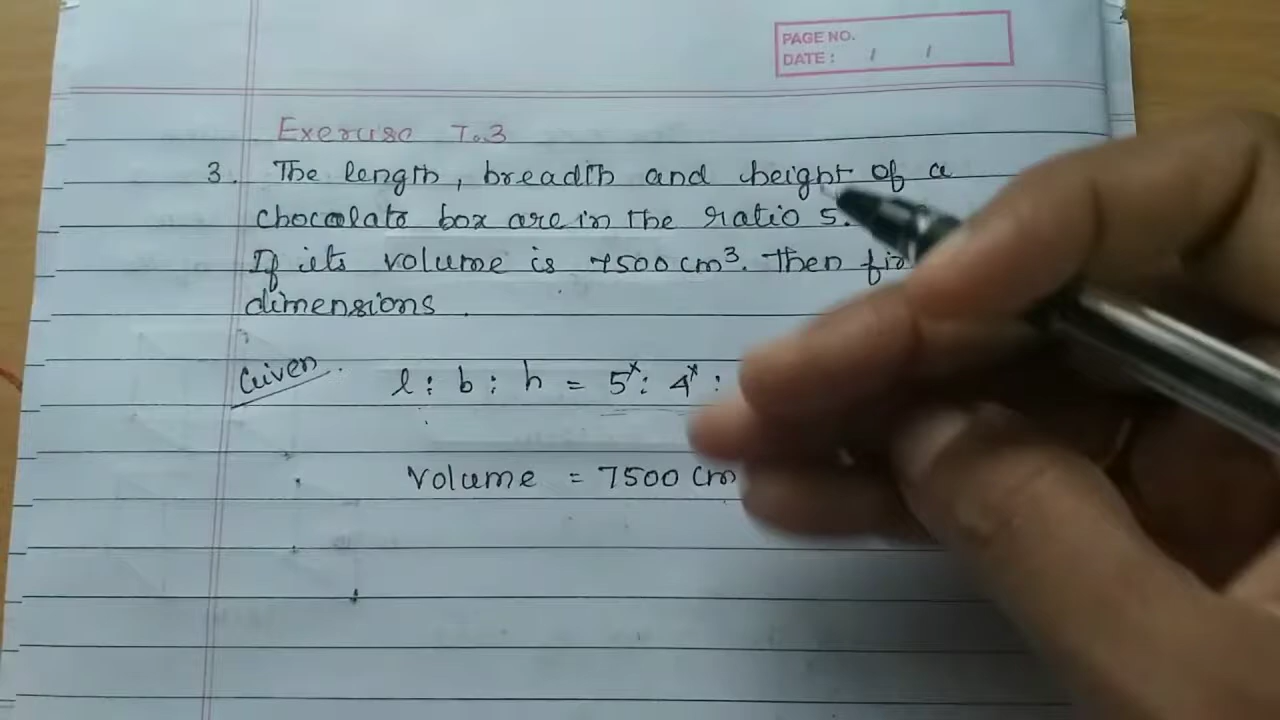 PAGE NO.
DATE : / /
Exercise 7.3
3. The length, breadth and height of a
chocolate box are in the ratio 5:
If its volume is 7500 cm³. Then
dimensions.
Given.
l : b : h = 5x : 4x :
Volume = 7500 cm